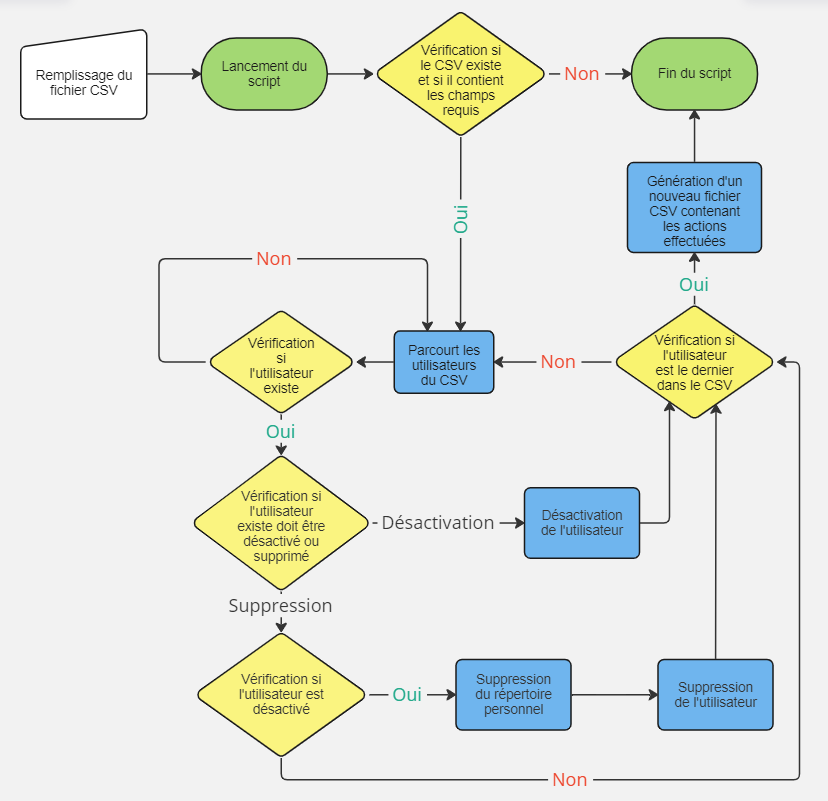 Remplissage du
fichier CSV
Lancement du
script
Vérification si
le CSV existe
et si il contient
les champs
requis
Non
Fin du script
Génération d'un
nouveau fichier
CSV contenant
les actions
effectuées
Oui
Oui
Non
Vérification
si
l'utilisateur
existe
Parcourt les
utilisateurs
du CSV
Non
Vérification si
l'utilisateur
est le dernier
dans le CSV
Oui
Vérification si
l'utilisateur
existe doit être
désactivé ou
supprimé
Désactivation
Désactivation
de l'utilisateur
Suppression
Vérification si
l'utilisateur est
désactivé
Oui
Suppression
du répertoire
personnel
Suppression
de l'utilisateur
Non